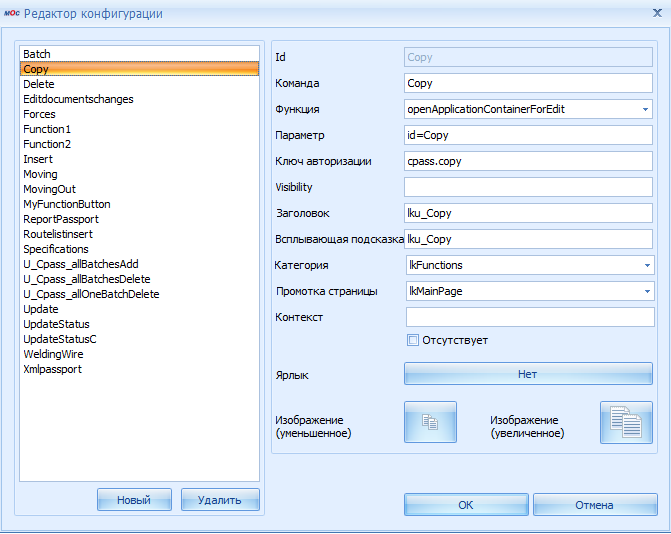 MOC Редактор конфигурации
Batch
Copy
Delete
Editdocumentschanges
Forces
Function1
Function2
Insert
Moving
MovingOut
MyFunctionButton
ReportPassport
Routelistinsert
Specifications
U_Cpass_allBatchesAdd
U_Cpass_allBatchesDelete
U_Cpass_allOneBatchDelete
Update
UpdateStatus
UpdateStatusC
WeldingWire
Xmlpassport
Новый Удалить
Id Copy
Команда Copy
Функция openApplicationContainerForEdit
Параметр id=Copy
Ключ авторизации cpass.copy
Visibility
Заголовок lku_Copy
Всплывающая подсказка lku_Copy
Категория lkFunctions
Промотка страницы lkMainPage
Контекст
Отсутствует
Ярлык Нет
Изображение
(уменьшенное)
Изображение
(увеличенное)
OK Отмена